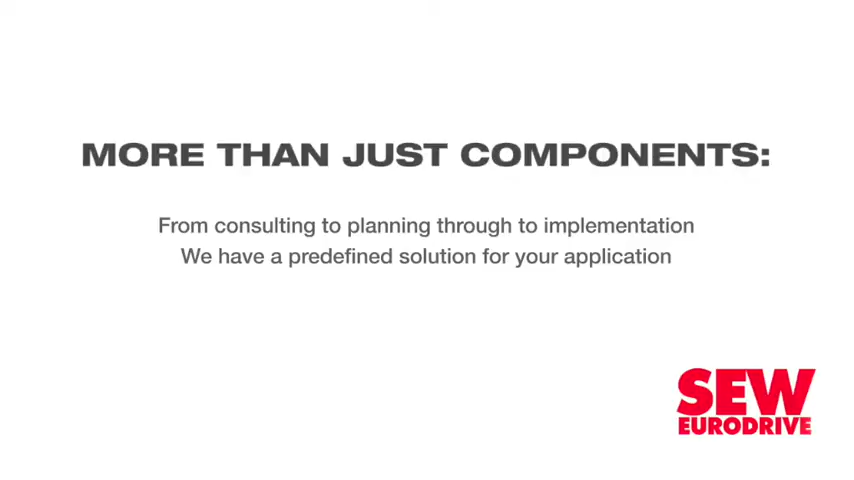 MORE THAN JUST COMPONENTS:
From consulting to planning through to implementation
We have a predefined solution for your application
SEW
EURODRIVE